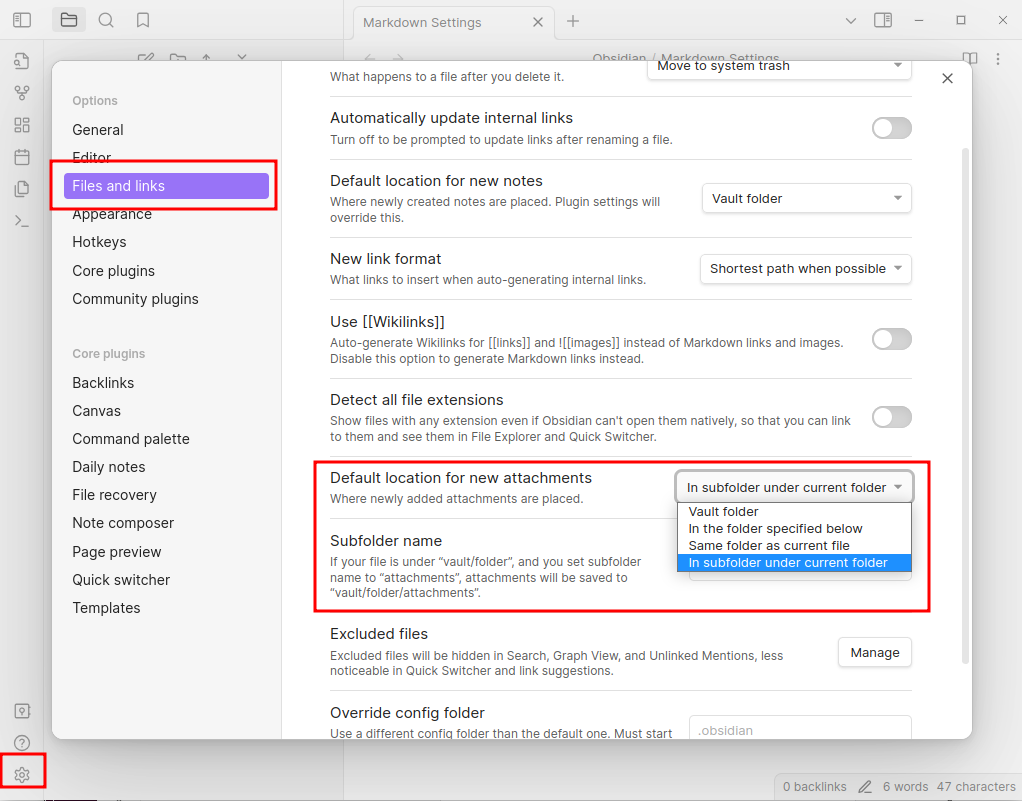 Markdown Settings
Obsidian / Markdown Settings
Options
General
Editor
Files and links
Appearance
Hotkeys
Core plugins
Community plugins
Core plugins
Backlinks
Canvas
Command palette
Daily notes
File recovery
Note composer
Page preview
Quick switcher
Templates
What happens to a file after you delete it.
Move to system trash
Automatically update internal links
Turn off to be prompted to update links after renaming a file.
Default location for new notes
Where newly created notes are placed. Plugin settings will
override this.
Vault folder
New link format
What links to insert when auto-generating internal links.
Shortest path when possible
Use [[Wikilinks]]
Auto-generate Wikilinks for [[links]] and ![[images]] instead of Markdown links and images.
Disable this option to generate Markdown links instead.
Detect all file extensions
Show files with any extension even if Obsidian can't open them natively, so that you can link
to them and see them in File Explorer and Quick Switcher.
Default location for new attachments
Where newly added attachments are placed.
In subfolder under current folder
Vault folder
In the folder specified below
Same folder as current file
In subfolder under current folder
Subfolder name
If your file is under “vault/folder”, and you set subfolder
name to “attachments”, attachments will be saved to
“vault/folder/attachments”.
Excluded files
Excluded files will be hidden in Search, Graph View, and Unlinked Mentions, less
noticeable in Quick Switcher and link suggestions.
Manage
Override config folder
Use a different config folder than the default one. Must start
.obsidian
0 backlinks 6 words 47 characters